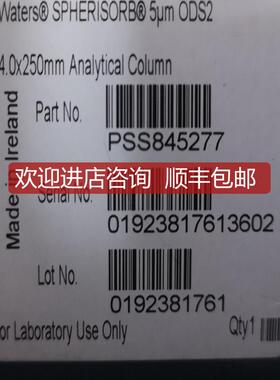 Waters® SPHERISORB® 5µm ODS2
4.0x250mm Analytical Column
Part No.
PSS845277
欢迎进店咨询 顺丰包邮
Serial No.
01923817613602
Lot No.
0192381761
or Laboratory Use Only
Qty1
Made in Ireland